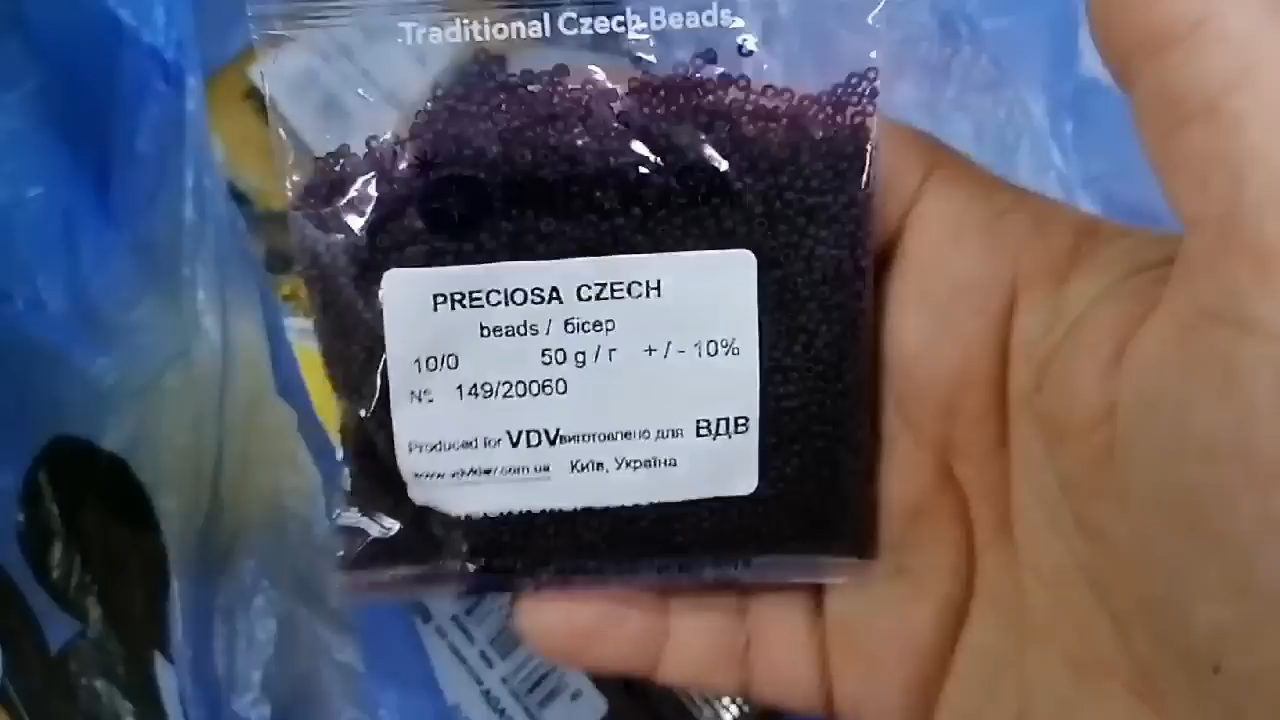 Traditional Czech Beads
PRECIOSA CZECH
beads / бісер
10/0 50 g / г + / - 10%
№ 149/20060
Produced for VDV виготовлено для ВДВ
Київ, Україна